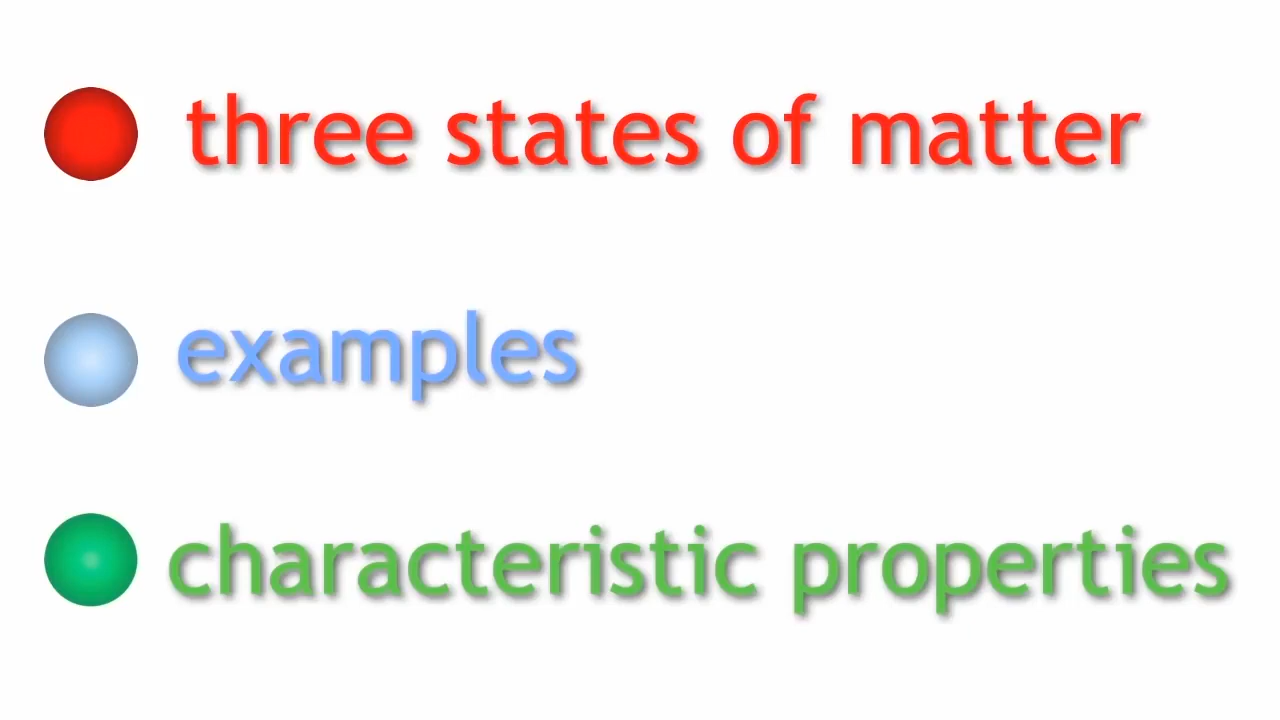 three states of matter
examples
characteristic properties